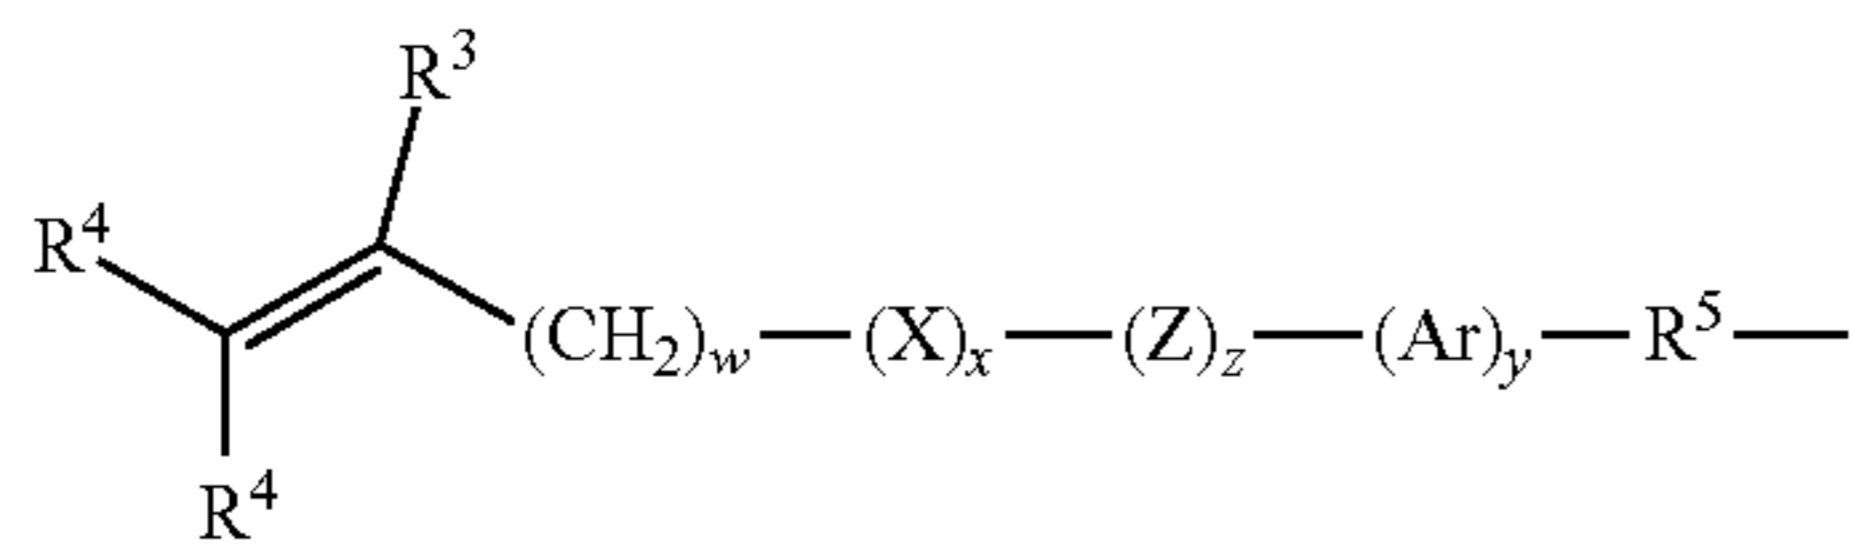 R³
R⁴
(CH₂)w—(X)x—(Z)z—(Ar)y—R⁵—
R⁴